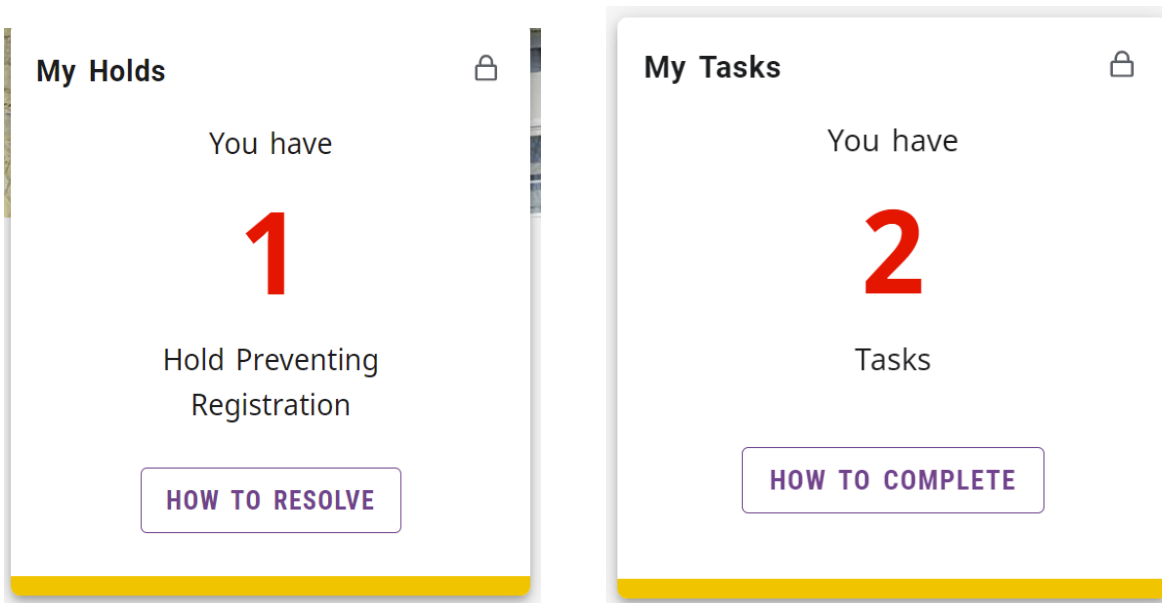 My Holds
You have
1
Hold Preventing
Registration
HOW TO RESOLVE
My Tasks
You have
2
Tasks
HOW TO COMPLETE